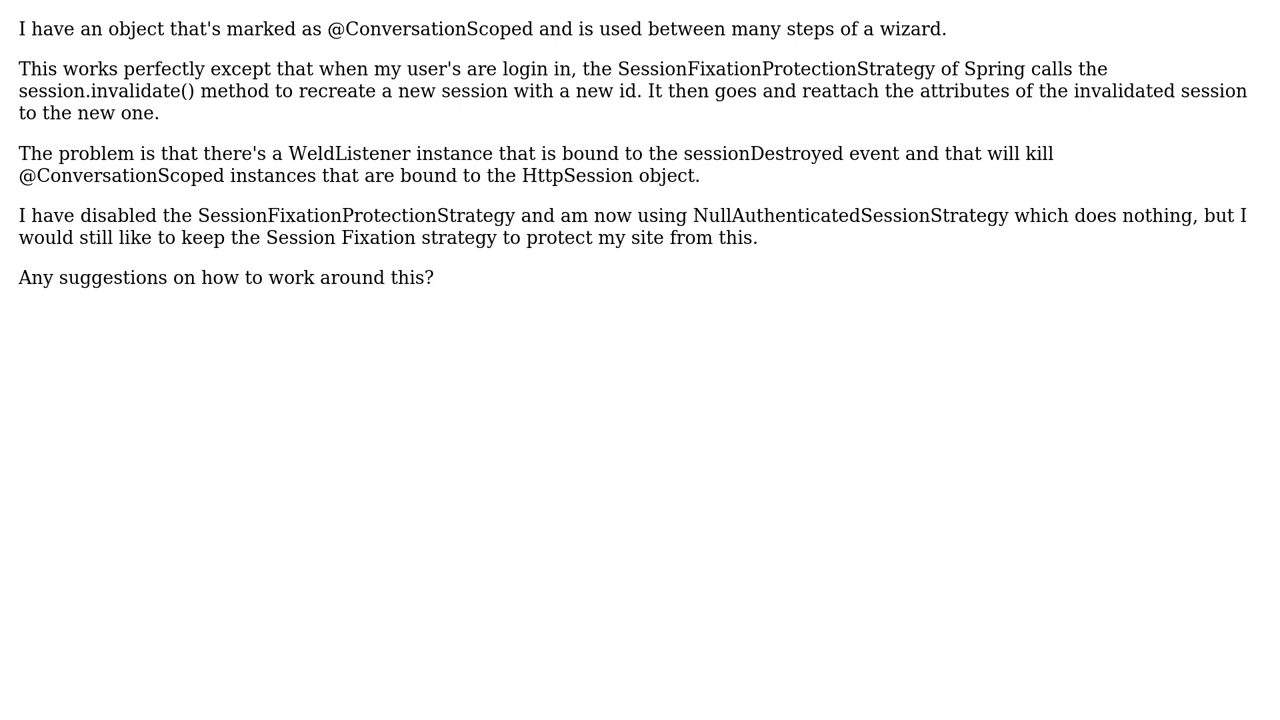 I have an object that's marked as @ConversationScoped and is used between many steps of a wizard.
This works perfectly except that when my user's are login in, the SessionFixationProtectionStrategy of Spring calls the
session.invalidate() method to recreate a new session with a new id. It then goes and reattach the attributes of the invalidated session
to the new one.
The problem is that there's a WeldListener instance that is bound to the sessionDestroyed event and that will kill
@ConversationScoped instances that are bound to the HttpSession object.
I have disabled the SessionFixationProtectionStrategy and am now using NullAuthenticatedSessionStrategy which does nothing, but I
would still like to keep the Session Fixation strategy to protect my site from this.
Any suggestions on how to work around this?